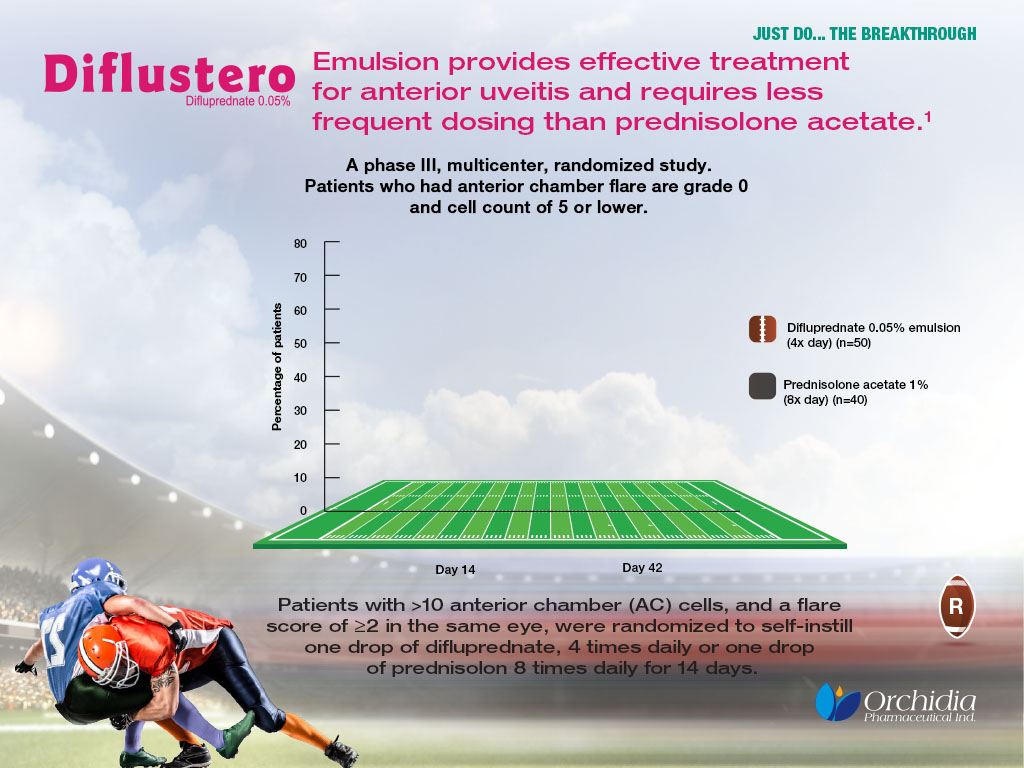 JUST DO... THE BREAKTHROUGH
Diflustero
Difluprednate 0.05%
Emulsion provides effective treatment
for anterior uveitis and requires less
frequent dosing than prednisolone acetate.¹
A phase III, multicenter, randomized study.
Patients who had anterior chamber flare are grade 0
and cell count of 5 or lower.
Percentage of patients
80
70
60
50
40
30
20
10
0
Day 14
Day 42
Difluprednate 0.05% emulsion
(4x day) (n=50)
Prednisolone acetate 1%
(8x day) (n=40)
Patients with >10 anterior chamber (AC) cells, and a flare
score of ≥2 in the same eye, were randomized to self-instill
one drop of difluprednate, 4 times daily or one drop
of prednisolon 8 times daily for 14 days.
R
Orchidia
Pharmaceutical Ind.